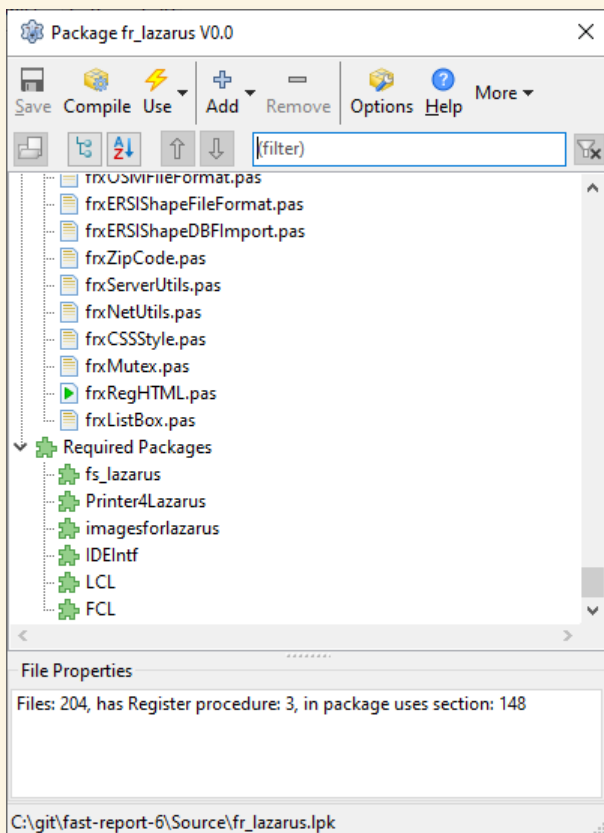 Package fr_lazarus V0.0
Save Compile Use Add Remove Options Help More
(filter)
frxOSMFileFormat.pas
frxERSIShapeFileFormat.pas
frxERSIShapeDBFImport.pas
frxZipCode.pas
frxServerUtils.pas
frxNetUtils.pas
frxCSSStyle.pas
frxMutex.pas
frxRegHTML.pas
frxListBox.pas
Required Packages
fs_lazarus
Printer4Lazarus
imagesforlazarus
IDEIntf
LCL
FCL
File Properties
Files: 204, has Register procedure: 3, in package uses section: 148
C:\git\fast-report-6\Source\fr_lazarus.lpk